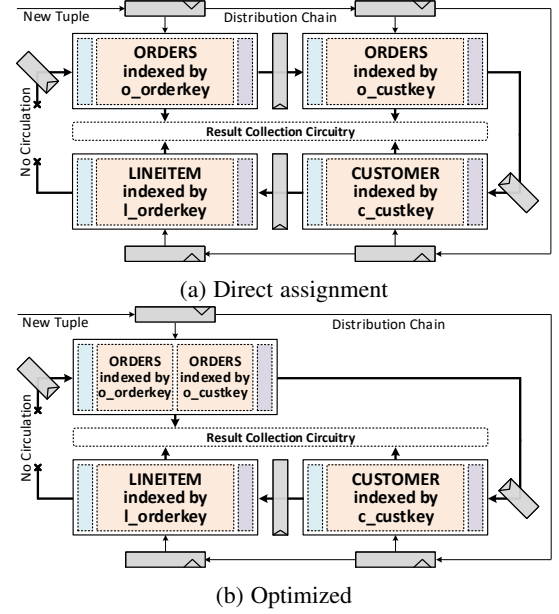 New Tuple
Distribution Chain
No Circulation
ORDERS
indexed by
o_orderkey
ORDERS
indexed by
o_custkey
Result Collection Circuitry
LINEITEM
indexed by
l_orderkey
CUSTOMER
indexed by
c_custkey
(a) Direct assignment
New Tuple
Distribution Chain
No Circulation
ORDERS
indexed by
o_orderkey
ORDERS
indexed by
o_custkey
Result Collection Circuitry
LINEITEM
indexed by
l_orderkey
CUSTOMER
indexed by
c_custkey
(b) Optimized